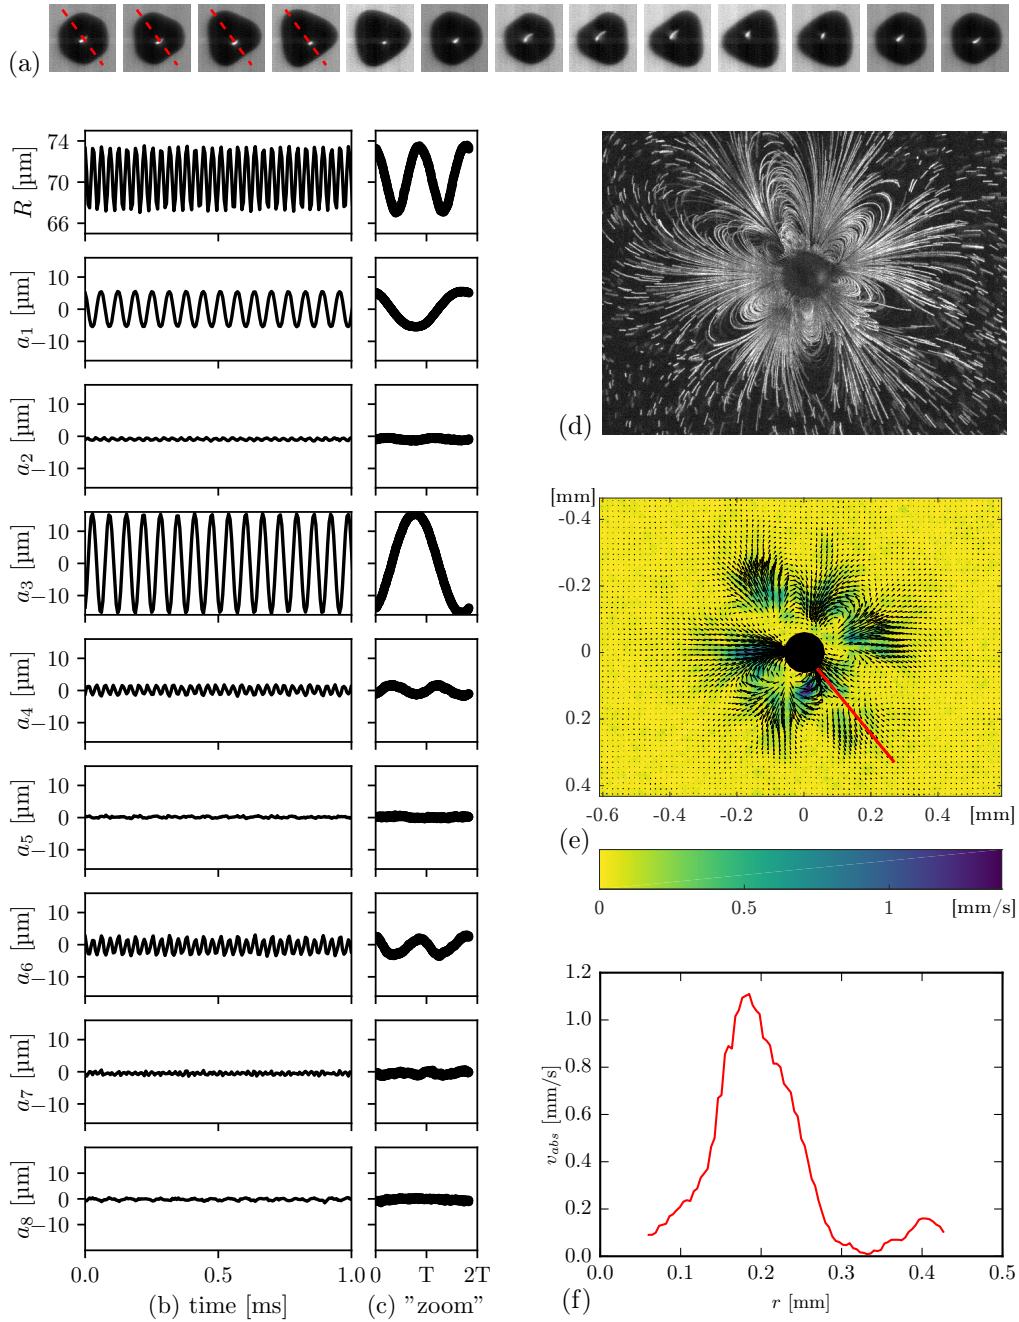 (a)
74
70
66
R [µm]
10
0
−10
a1 [µm]
10
0
−10
a2 [µm]
10
0
−10
a3 [µm]
10
0
−10
a4 [µm]
10
0
−10
a5 [µm]
10
0
−10
a6 [µm]
10
0
−10
a7 [µm]
10
0
−10
a8 [µm]
0.0 0.5 1.0
(b) time [ms]
0 T 2T
(c) "zoom"
(d)
[mm]
-0.4
-0.2
0
0.2
0.4
-0.6 -0.4 -0.2 0 0.2 0.4 [mm]
(e)
0 0.5 1 [mm/s]
1.2
1.0
0.8
0.6
0.4
0.2
0.0
vabs [mm/s]
0.0 0.1 0.2 0.3 0.4 0.5
(f) r [mm]